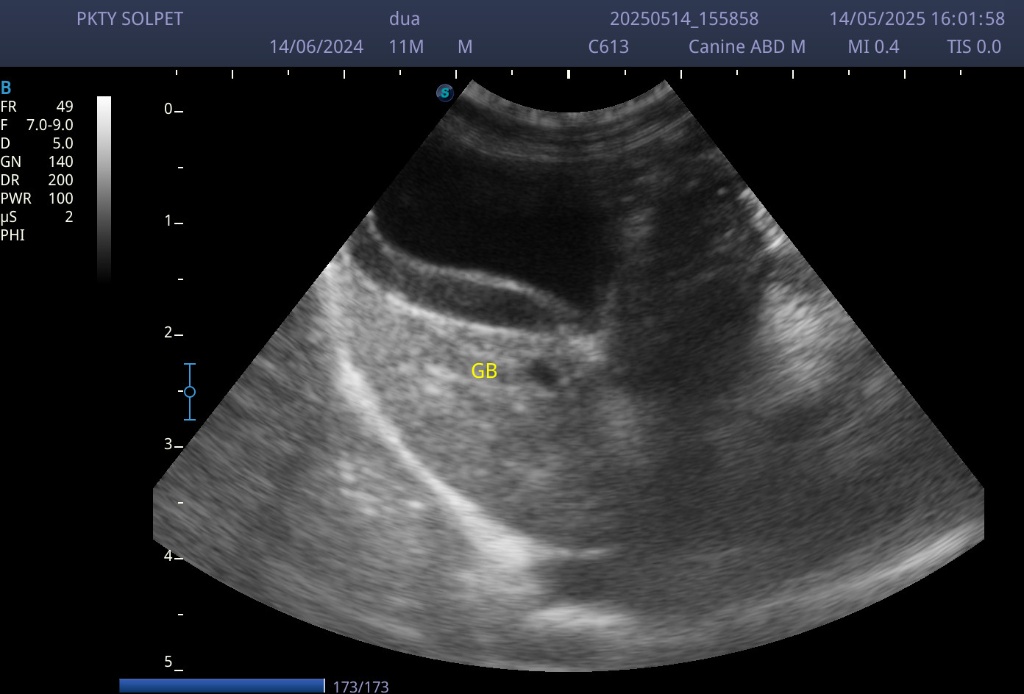 PKTY SOLPET dua 20250514_155858 14/05/2025 16:01:58
14/06/2024 11M M C613 Canine ABD M MI 0.4 TIS 0.0
B
S
FR 49
F 7.0-9.0
D 5.0
GN 140
DR 200
PWR 100
µS 2
PHI
0
1
2
GB
3
4
5
173/173